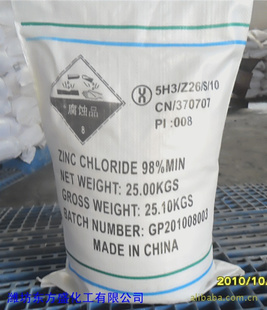 5H3/Z26/S/10
CN/370707
PI :008
腐蚀品
8
ZINC CHLORIDE 98%MIN
NET WEIGHT: 25.00KGS
GROSS WEIGHT: 25.10KGS
BATCH NUMBER: GP201008003
MADE IN CHINA
2010/10/